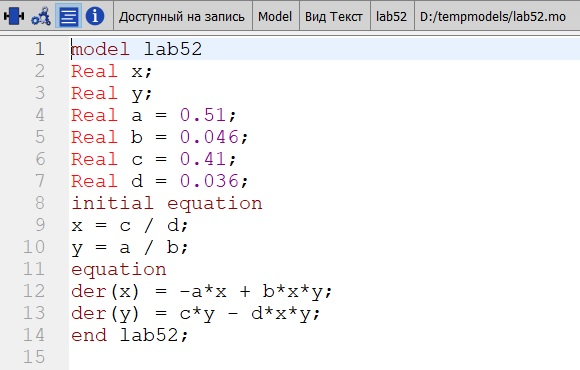 Доступный на запись Model Вид Текст lab52 D:/tempmodels/lab52.mo
1 model lab52
2 Real x;
3 Real y;
4 Real a = 0.51;
5 Real b = 0.046;
6 Real c = 0.41;
7 Real d = 0.036;
8 initial equation
9 x = c / d;
10 y = a / b;
11 equation
12 der(x) = -a*x + b*x*y;
13 der(y) = c*y - d*x*y;
14 end lab52;
15